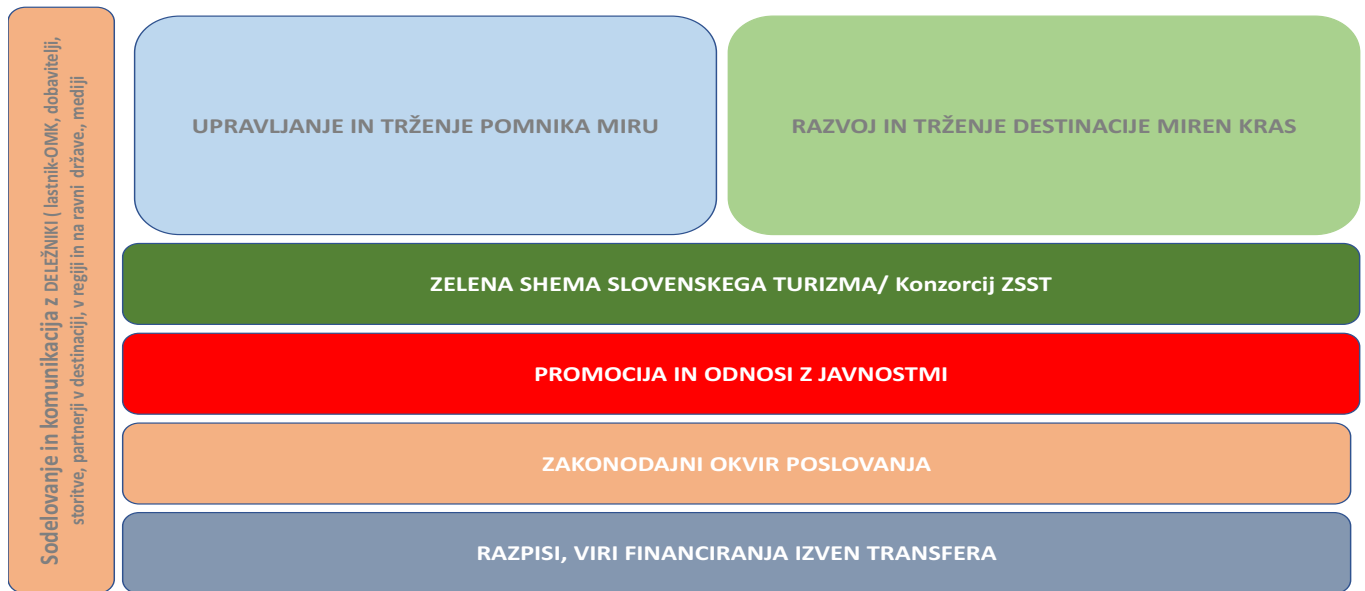 Sodelovanje in komunikacija z DELEŽNIKI ( lastnik-OMK, dobavitelji,
storitve, partnerji v destinaciji, v regiji in na ravni države., mediji
UPRAVLJANJE IN TRŽENJE POMNIKA MIRU
RAZVOJ IN TRŽENJE DESTINACIJE MIREN KRAS
ZELENA SHEMA SLOVENSKEGA TURIZMA/ Konzorcij ZSST
PROMOCIJA IN ODNOSI Z JAVNOSTMI
ZAKONODAJNI OKVIR POSLOVANJA
RAZPISI, VIRI FINANCIRANJA IZVEN TRANSFERA